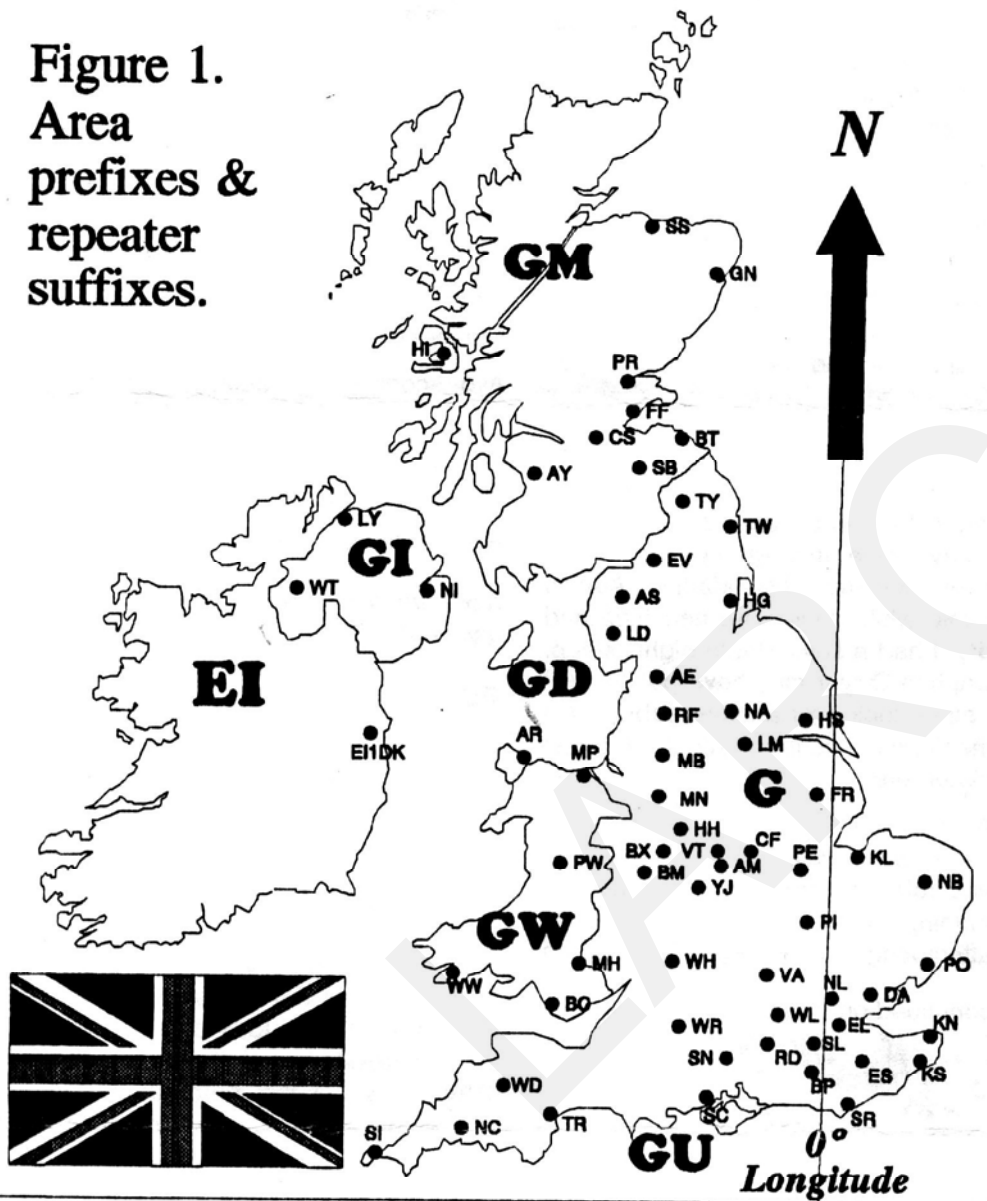 Figure 1.
Area
prefixes &
repeater
suffixes.
N
SS
GM
GN
HI
PR
FF
CS
BT
AY
SB
TY
LY
TW
GI
EV
WT
NI
AS
HG
LD
EI
GD
AE
RF
NA
HS
EI1DK
AR
LM
MP
MB
G
MN
FR
HH
BX
VT
CF
PE
KL
PW
BM
AM
YJ
NB
PI
GW
MH
WH
VA
PO
WW
NL
DA
BC
WL
EL
WR
KN
SN
RD
SL
ES
KS
WD
BP
SC
SR
TR
NC
SI
GU
0°
Longitude
LARC